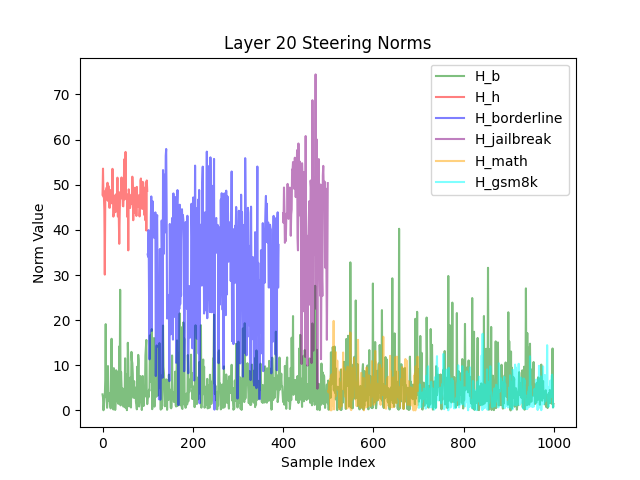 Layer 20 Steering Norms
H_b
H_h
H_borderline
H_jailbreak
H_math
H_gsm8k
Norm Value
70
60
50
40
30
20
10
0
0 200 400 600 800 1000
Sample Index